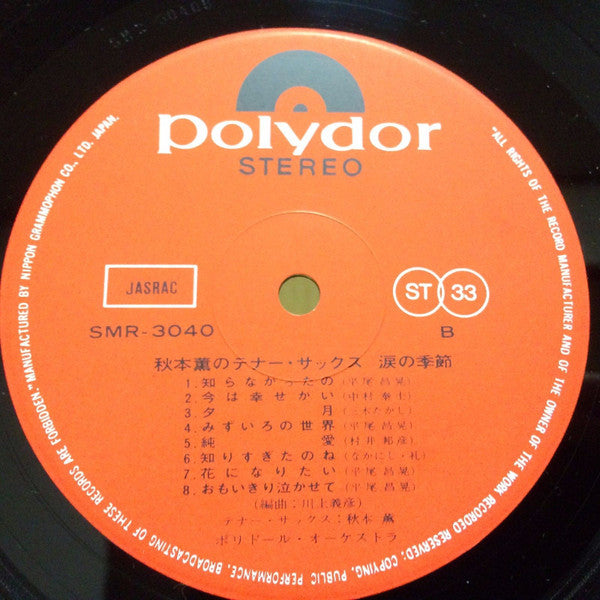 polydor
STEREO
JASRAC
ST 33
SMR-3040
B
秋本薫のテナー・サックス 涙の季節
1. 知らなかったの (平尾昌晃)
2. 今は幸せかい (中村泰士)
3. 夕月 (三木たかし)
4. みずいろの世界 (平尾昌晃)
5. 純愛 (村井邦彦)
6. 知りすぎたのね (なかにし・礼)
7. 花になりたい (平尾昌晃)
8. おもいきり泣かせて (平尾昌晃)
(編曲:川上義彦)
テナー・サックス:秋本 薫
ポリドール・オーケストラ
"ALL RIGHTS OF THE RECORD MANUFACTURER AND OF THE OWNER OF THE WORK RECORDED RESERVED; COPYING, PUBLIC PERFORMANCE, BROADCASTING OF THESE RECORDS ARE FORBIDDEN." MANUFACTURED BY NIPPON GRAMMOPHON CO., LTD. JAPAN.